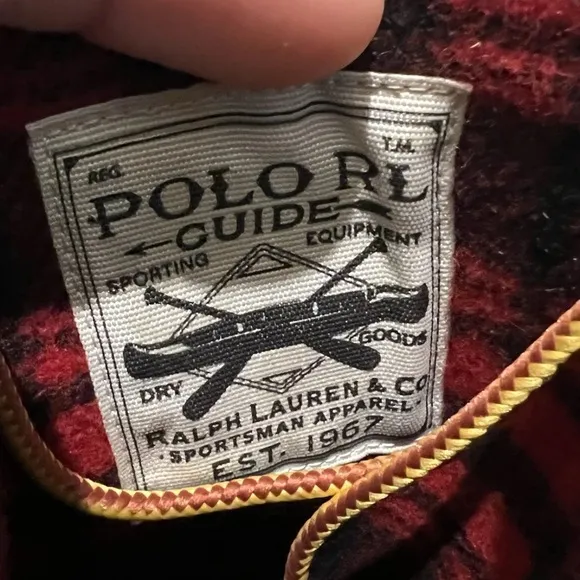 REG. T.M.
POLO RL
GUIDE
SPORTING EQUIPMENT
DRY GOODS
RALPH LAUREN & CO
·SPORTSMAN APPAREL·
EST. 1967